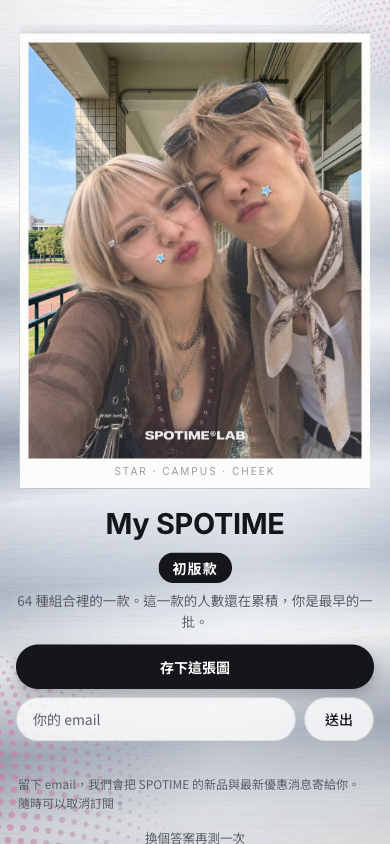 SPOTIME®LAB
STAR · CAMPUS · CHEEK
My SPOTIME
初版款
64 種組合裡的一款。這一款的人數還在累積，你是最早的一
批。
存下這張圖
你的 email
送出
留下 email，我們會把 SPOTIME 的新品與最新優惠消息寄給你。
隨時可以取消訂閱。
換個答案再測一次